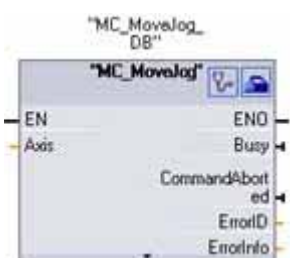 "MC_MoveJog_
DB"
"MC_MoveJog"
EN
ENO
Axis
Busy
CommandAbort
ed
ErrorID
ErrorInfo